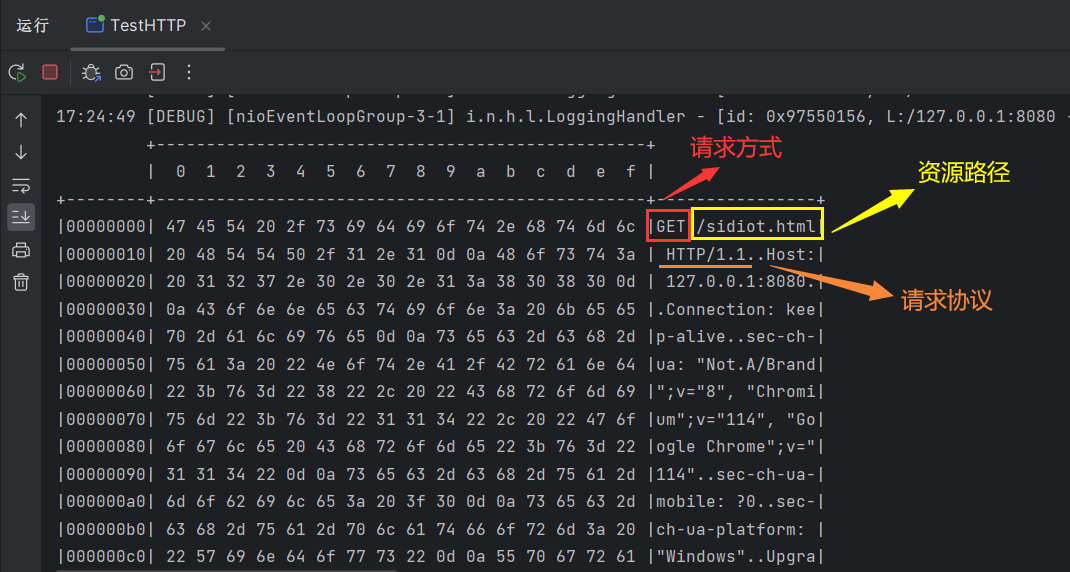 运行 TestHTTP
17:24:49 [DEBUG] [nioEventLoopGroup-3-1] i.n.h.l.LoggingHandler - [id: 0x97550156, L:/127.0.0.1:8080 -
+-------------------------------------------------+
请求方式
| 0 1 2 3 4 5 6 7 8 9 a b c d e f |
资源路径
+--------+-------------------------------------------------+----------------+
|00000000| 47 45 54 20 2f 73 69 64 69 6f 74 2e 68 74 6d 6c |GET /sidiot.html|
|00000010| 20 48 54 54 50 2f 31 2e 31 0d 0a 48 6f 73 74 3a | HTTP/1.1..Host:|
|00000020| 20 31 32 37 2e 30 2e 30 2e 31 3a 38 30 38 30 0d | 127.0.0.1:8080.|
请求协议
|00000030| 0a 43 6f 6e 6e 65 63 74 69 6f 6e 3a 20 6b 65 65 |.Connection: kee|
|00000040| 70 2d 61 6c 69 76 65 0d 0a 73 65 63 2d 63 68 2d |p-alive..sec-ch-|
|00000050| 75 61 3a 20 22 4e 6f 74 2e 41 2f 42 72 61 6e 64 |ua: "Not.A/Brand|
|00000060| 22 3b 76 3d 22 38 22 2c 20 22 43 68 72 6f 6d 69 |";v="8", "Chromi|
|00000070| 75 6d 22 3b 76 3d 22 31 31 34 22 2c 20 22 47 6f |um";v="114", "Go|
|00000080| 6f 67 6c 65 20 43 68 72 6f 6d 65 22 3b 76 3d 22 |ogle Chrome";v="|
|00000090| 31 31 34 22 0d 0a 73 65 63 2d 63 68 2d 75 61 2d |114"..sec-ch-ua-|
|000000a0| 6d 6f 62 69 6c 65 3a 20 3f 30 0d 0a 73 65 63 2d |mobile: ?0..sec-|
|000000b0| 63 68 2d 75 61 2d 70 6c 61 74 66 6f 72 6d 3a 20 |ch-ua-platform: |
|000000c0| 22 57 69 6e 64 6f 77 73 22 0d 0a 55 70 67 72 61 |"Windows"..Upgra|